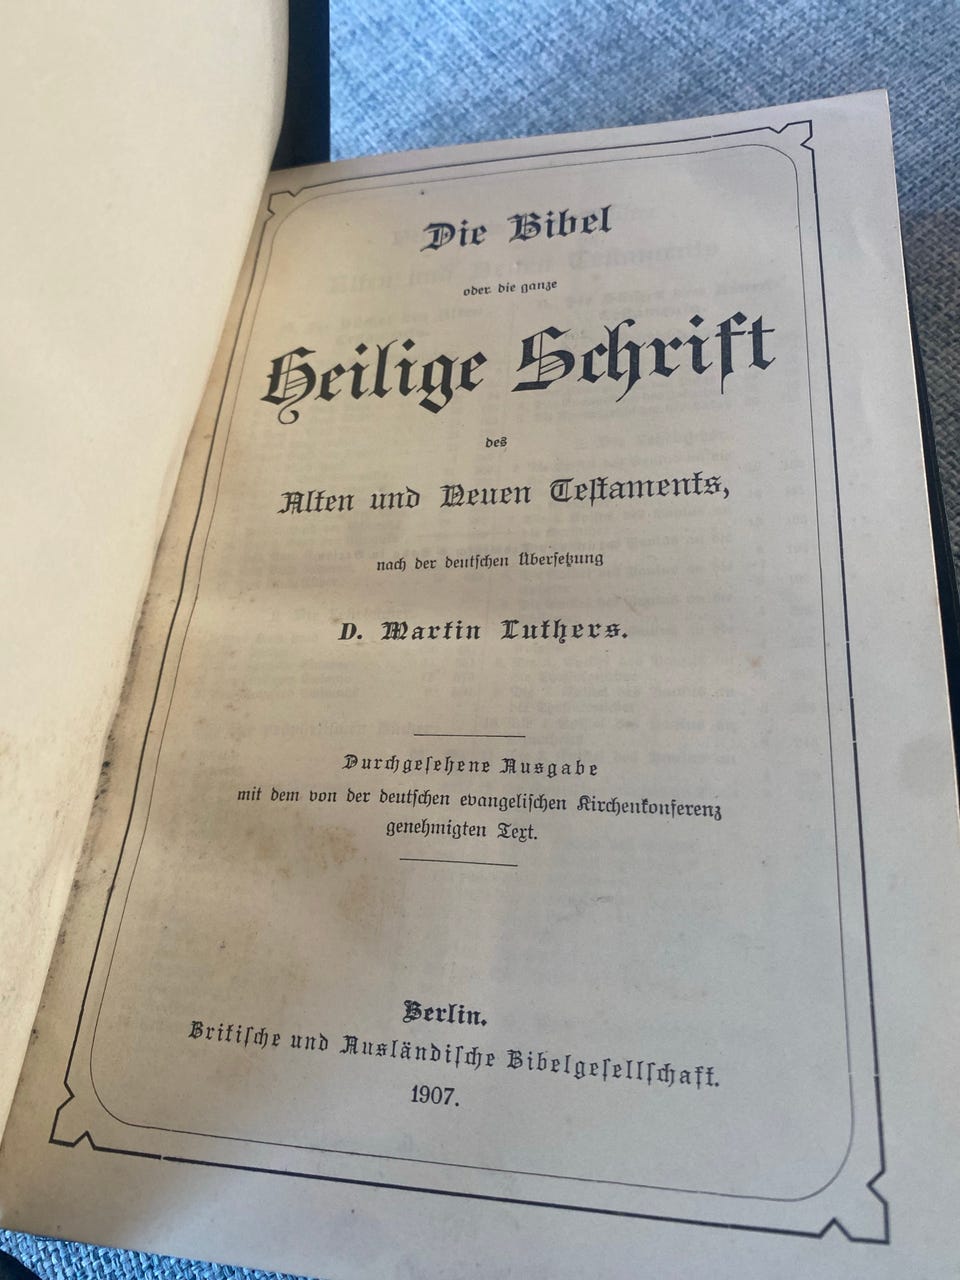 Die Bibel
oder die ganze
Heilige Schrift
des
Alten und Neuen Testaments,
nach der deutschen Übersetzung
D. Martin Luthers.
Durchgesehene Ausgabe
mit dem von der deutschen evangelischen Kirchenkonferenz
genehmigten Text.
Berlin.
Britische und Ausländische Bibelgesellschaft.
1907.